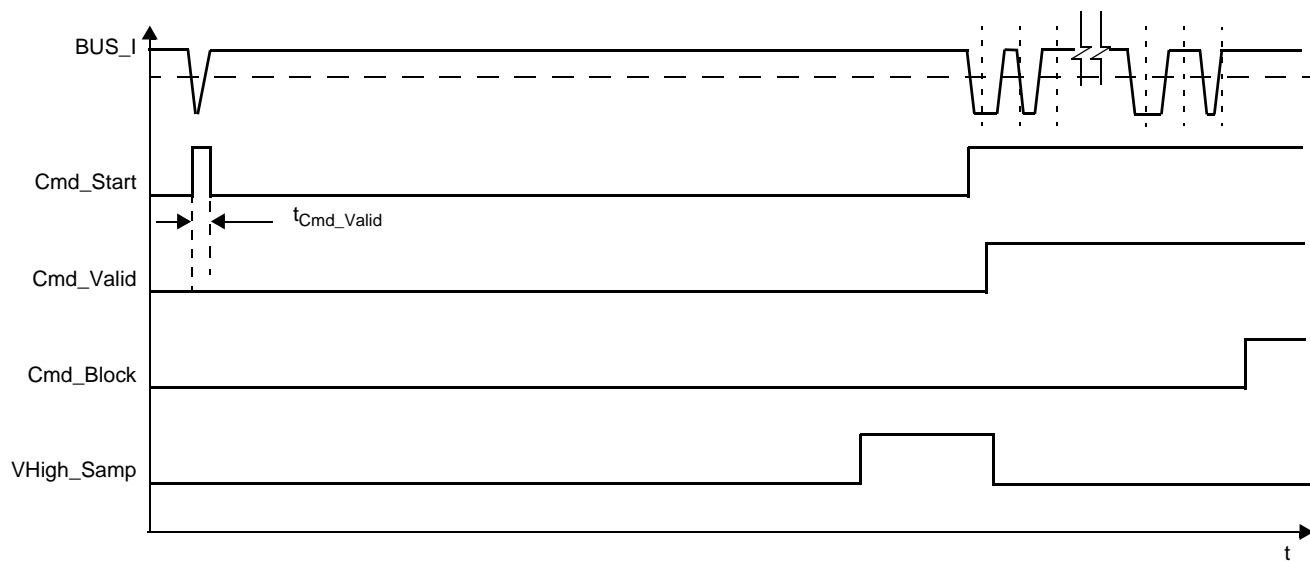 BUS_I
Cmd_Start
tCmd_Valid
Cmd_Valid
Cmd_Block
VHigh_Samp
t